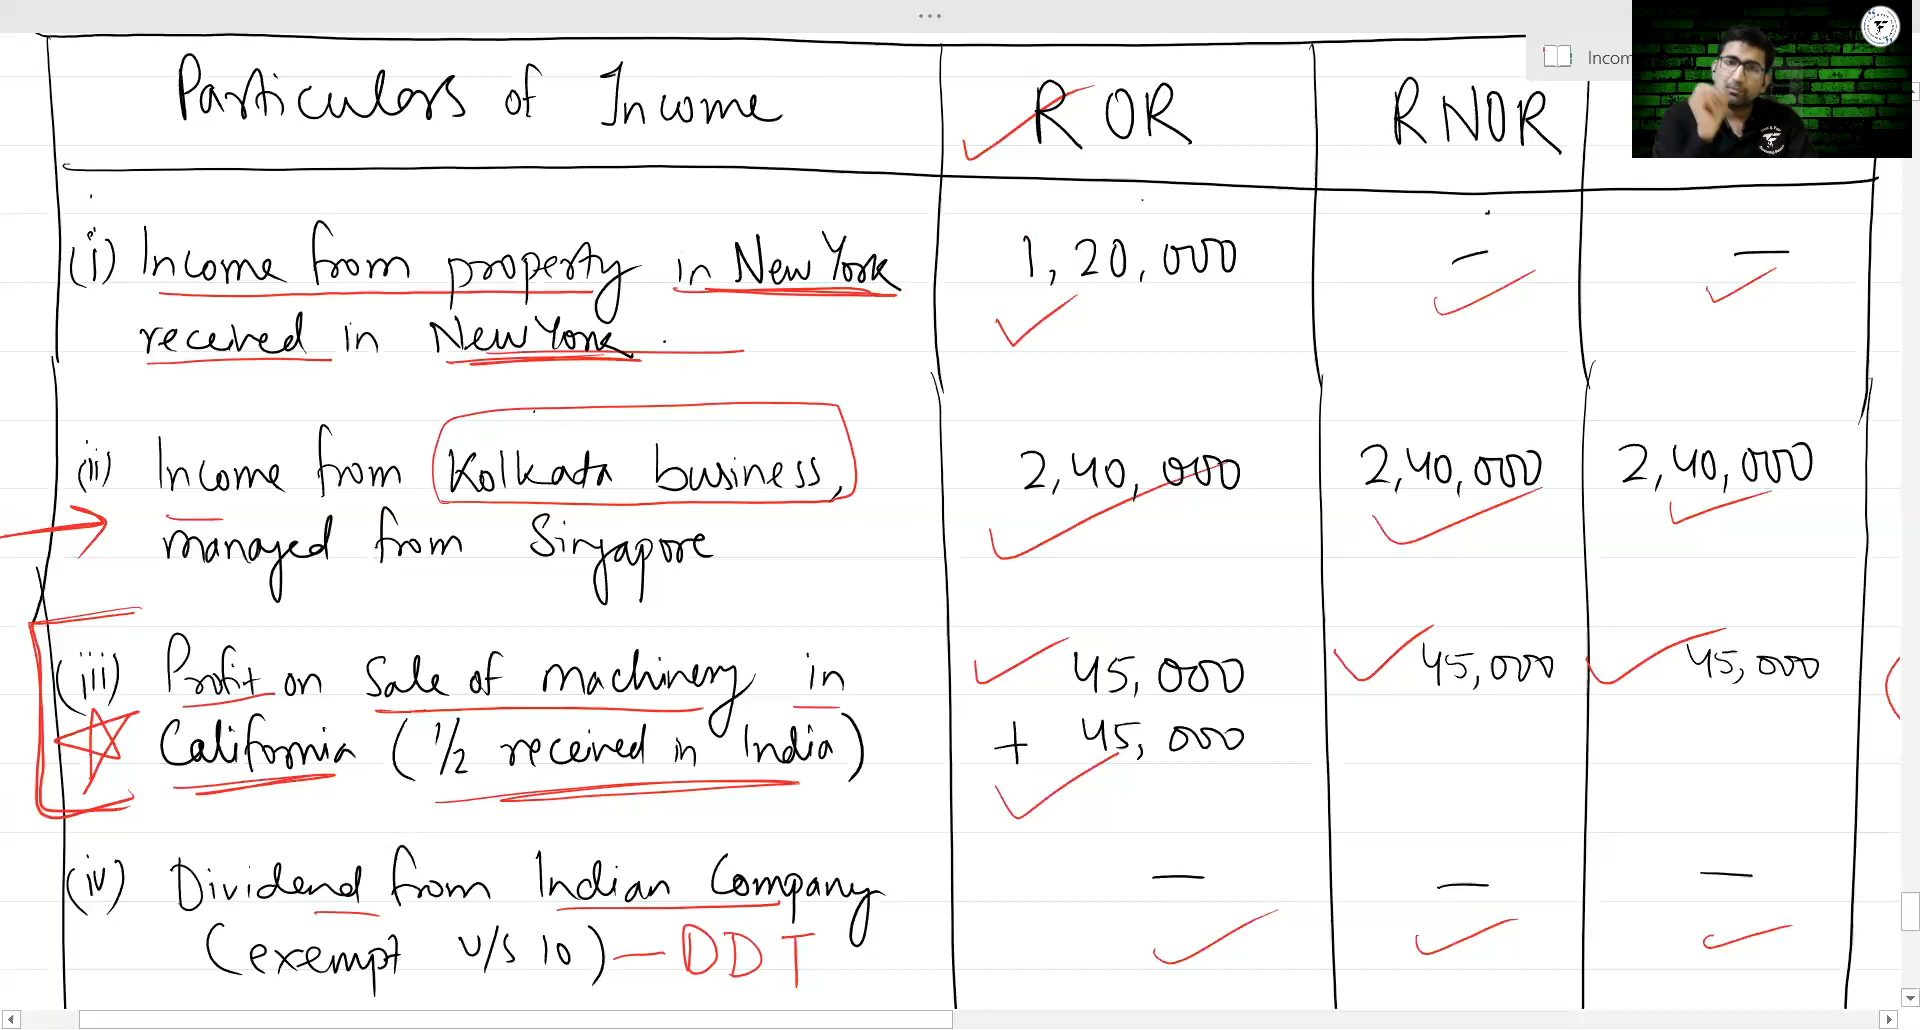 Incom
Particulars of Income ROR RNOR
(i) Income from property in New York 1,20,000 – –
received in New York.
(ii) Income from Kolkata business, 2,40,000 2,40,000 2,40,000
managed from Singapore
(iii) Profit on Sale of machinery in 45,000 45,000 45,000
California (1/2 received in India) + 45,000
(iv) Dividend from Indian Company – – –
(exempt U/S 10) – DDT